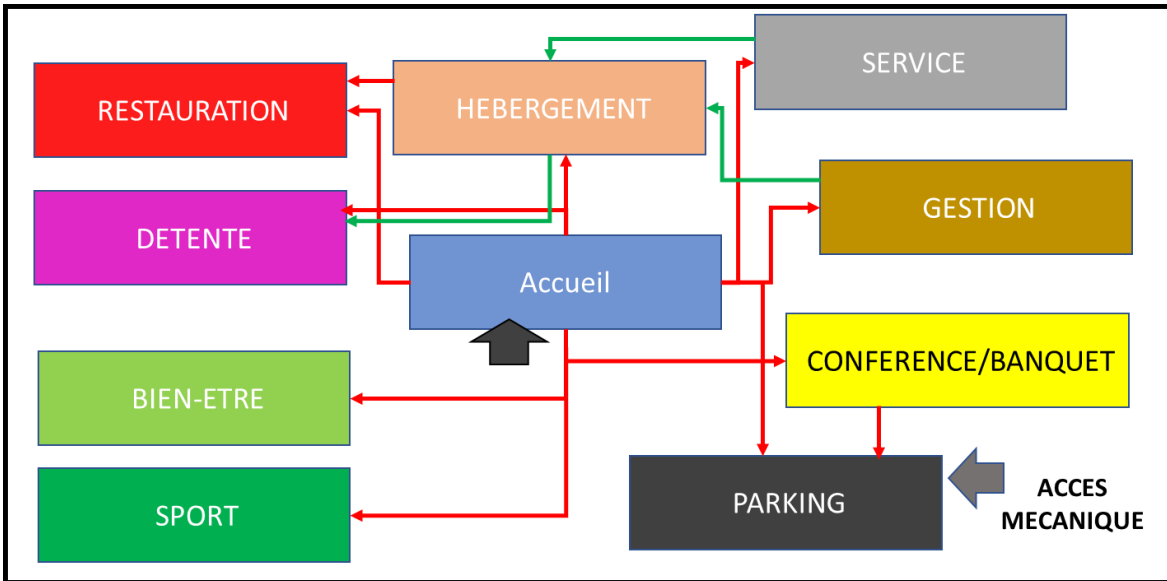 SERVICE
RESTAURATION
HEBERGEMENT
GESTION
DETENTE
Accueil
CONFERENCE/BANQUET
BIEN-ETRE
PARKING
ACCES
MECANIQUE
SPORT